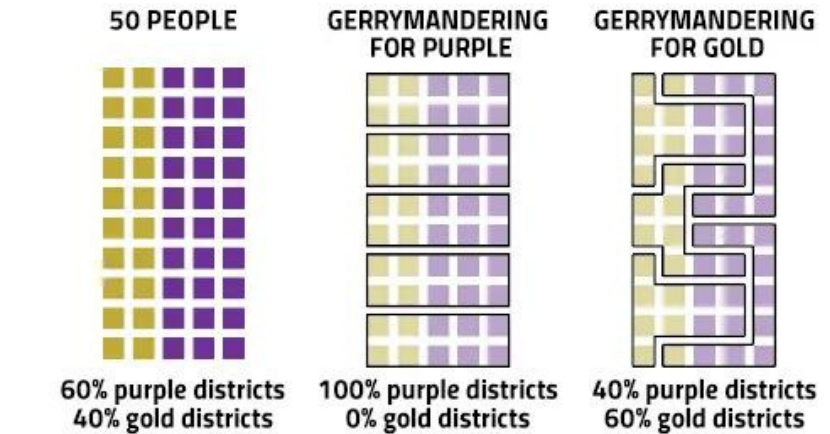 50 PEOPLE
60% purple districts
40% gold districts
GERRYMANDERING
FOR PURPLE
100% purple districts
0% gold districts
GERRYMANDERING
FOR GOLD
40% purple districts
60% gold districts